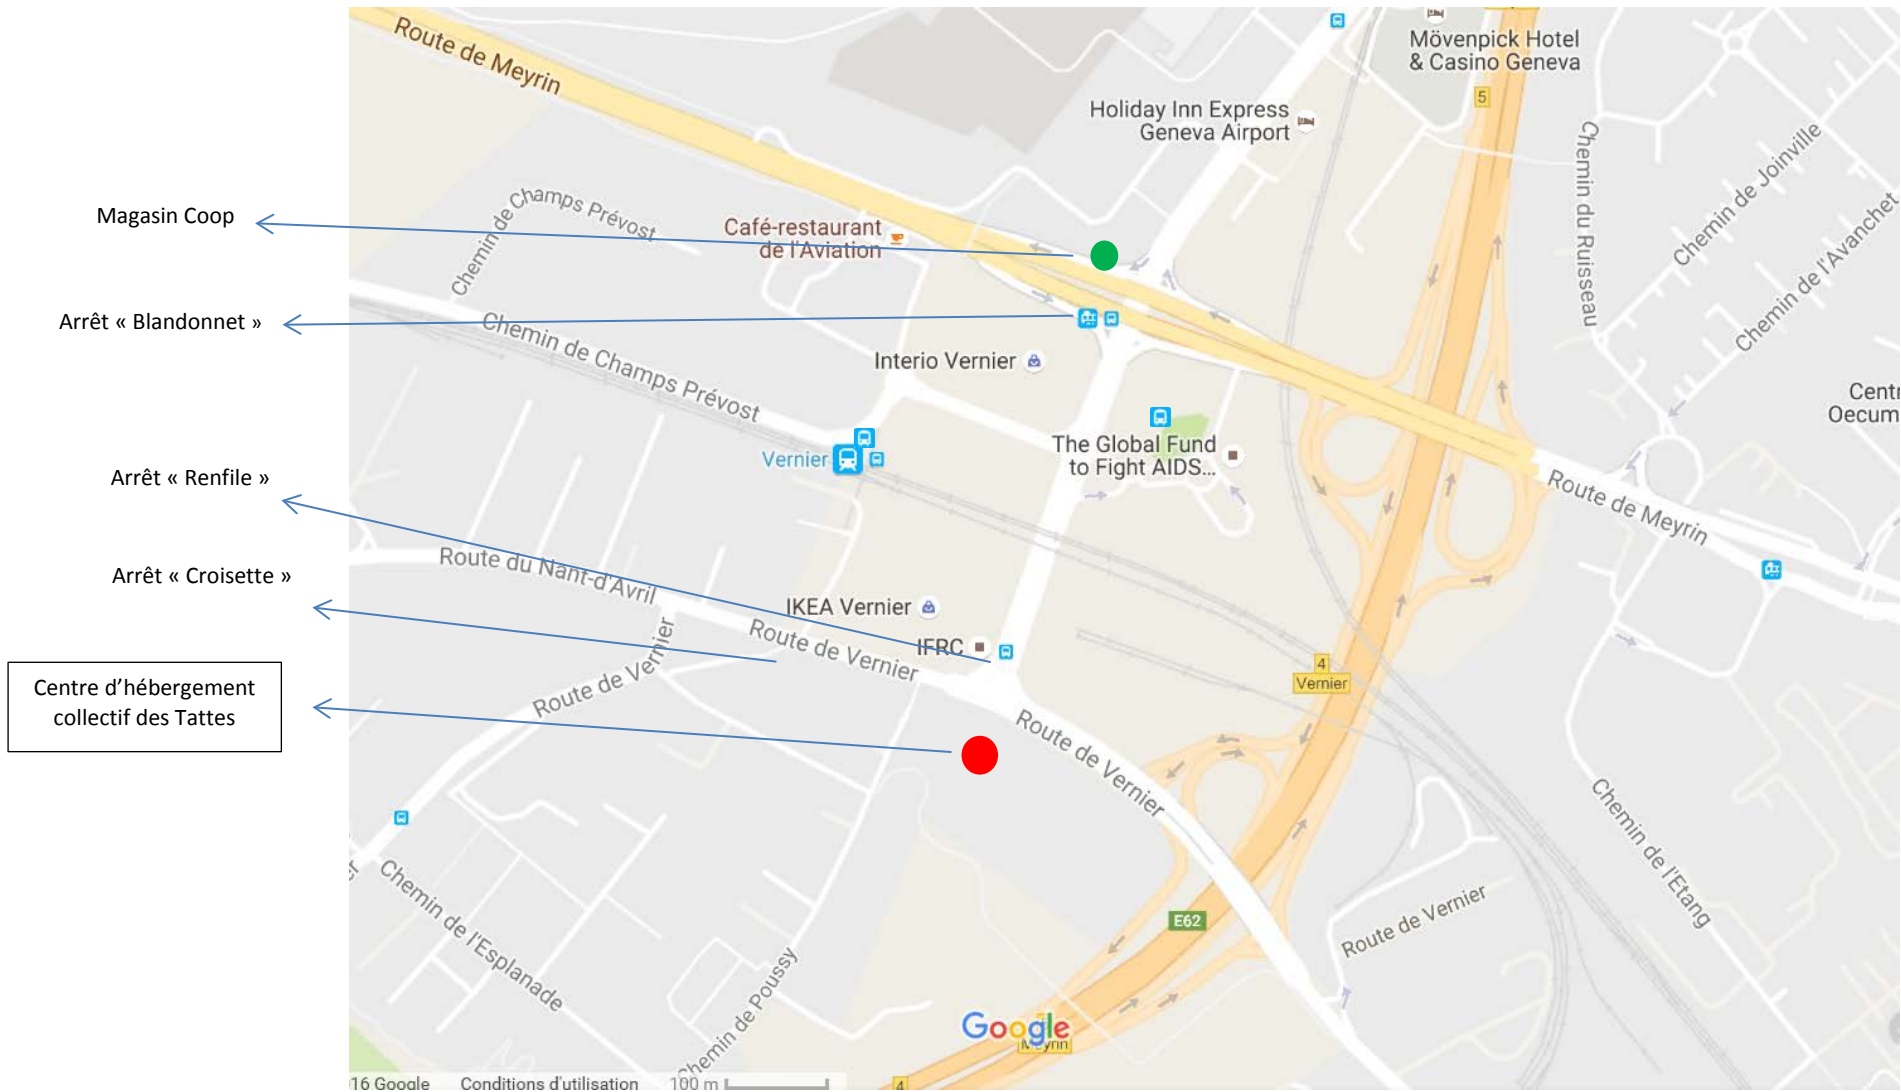 Magasin Coop
Arrêt « Blandonnet »
Arrêt « Renfile »
Arrêt « Croisette »
Centre d’hébergement
collectif des Tattes
Route de Meyrin
Mövenpick Hotel
& Casino Geneva
5
Holiday Inn Express
Geneva Airport
Chemin de Joinville
Chemin du Ruisseau
Chemin de l'Avanchet
Chemin de Champs Prévost
Café-restaurant
de l'Aviation
Chemin de Champs Prévost
Interio Vernier
Centr
Oecum
The Global Fund
to Fight AIDS...
Vernier
Route de Meyrin
Route du Nant-d'Avril
IKEA Vernier
Route de Vernier
IFRC
Route de Vernier
4
Vernier
Route de Vernier
Chemin de l'Etang
Chemin de l'Esplanade
E62
Route de Vernier
Chemin de Poussy
Google
Meyrin
16 Google
Conditions d'utilisation
100 m
4